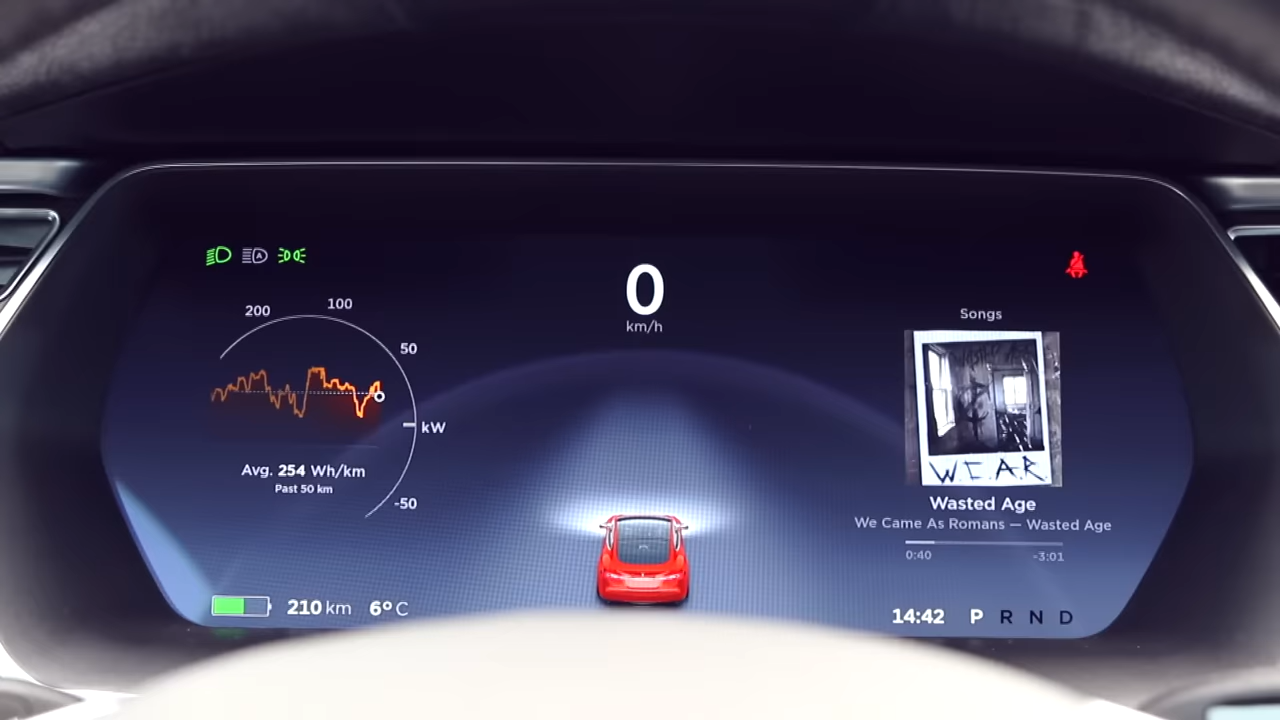 A
200
100
50
kW
-50
Avg. 254 Wh/km
Past 50 km
210 km
6° C
0
km/h
Songs
W.C.A.R.
Wasted Age
We Came As Romans — Wasted Age
0:40
-3:01
14:42
P R N D